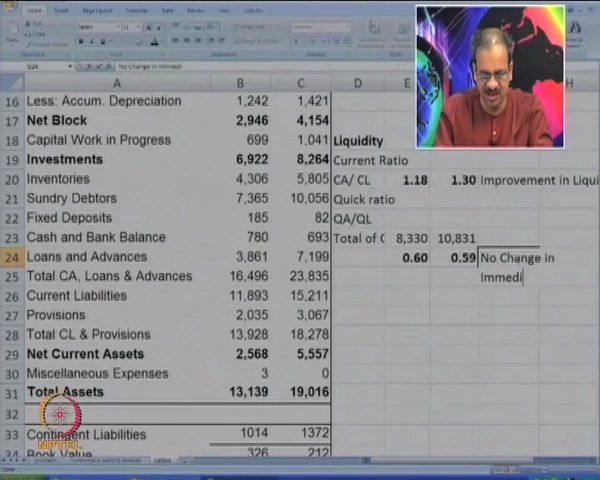 Home
G24 No Change in Immedi
A B C D E F G H
16 Less: Accum. Depreciation 1,242 1,421
17 Net Block 2,946 4,154
18 Capital Work in Progress 699 1,041 Liquidity
19 Investments 6,922 8,264 Current Ratio
20 Inventories 4,306 5,805 CA/ CL 1.18 1.30 Improvement in Liqui
21 Sundry Debtors 7,365 10,056 Quick ratio
22 Fixed Deposits 185 82 QA/QL
23 Cash and Bank Balance 780 693 Total of C 8,330 10,831
24 Loans and Advances 3,861 7,199 0.60 0.59 No Change in
Immedi
25 Total CA, Loans & Advances 16,496 23,835
26 Current Liabilities 11,893 15,211
27 Provisions 2,035 3,067
28 Total CL & Provisions 13,928 18,278
29 Net Current Assets 2,568 5,557
30 Miscellaneous Expenses 3 0
31 Total Assets 13,139 19,016
32
33 Contingent Liabilities 1014 1372
34 Book Value 326 212
NPTEL